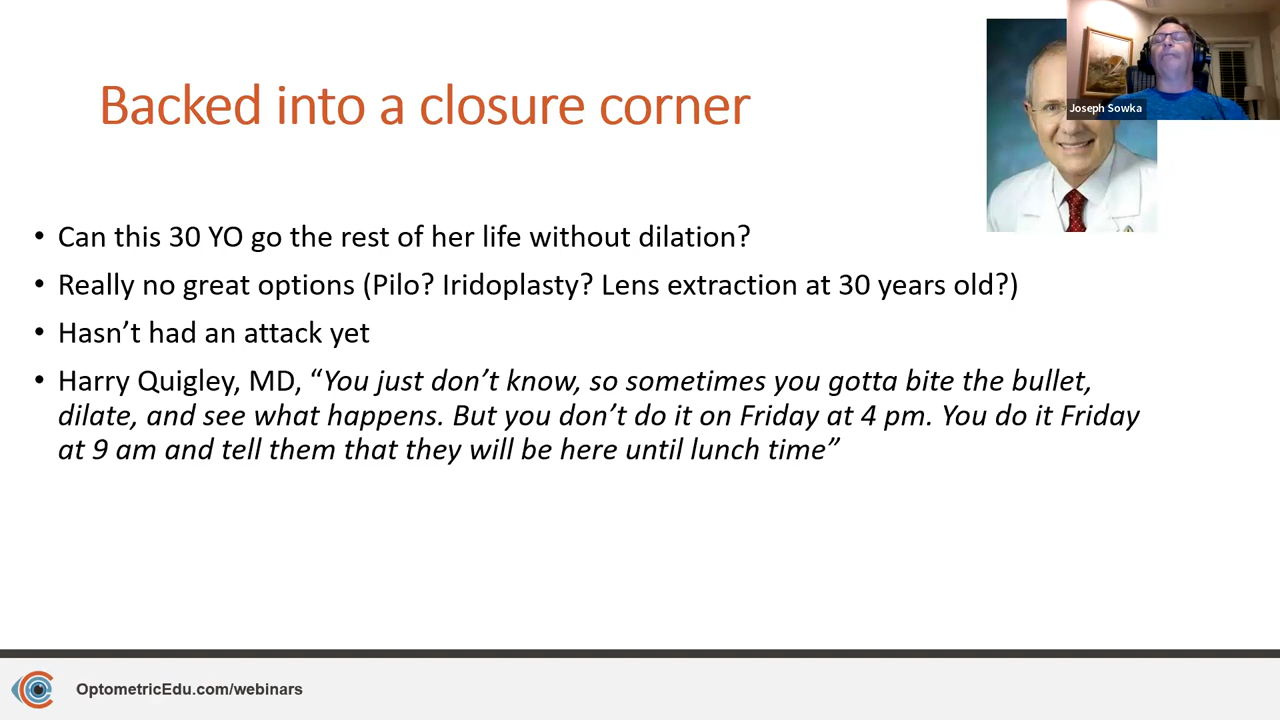 Backed into a closure corner
Joseph Sowka
• Can this 30 YO go the rest of her life without dilation?
• Really no great options (Pilo? Iridoplasty? Lens extraction at 30 years old?)
• Hasn’t had an attack yet
• Harry Quigley, MD, “You just don’t know, so sometimes you gotta bite the bullet,
dilate, and see what happens. But you don’t do it on Friday at 4 pm. You do it Friday
at 9 am and tell them that they will be here until lunch time”
OptometricEdu.com/webinars